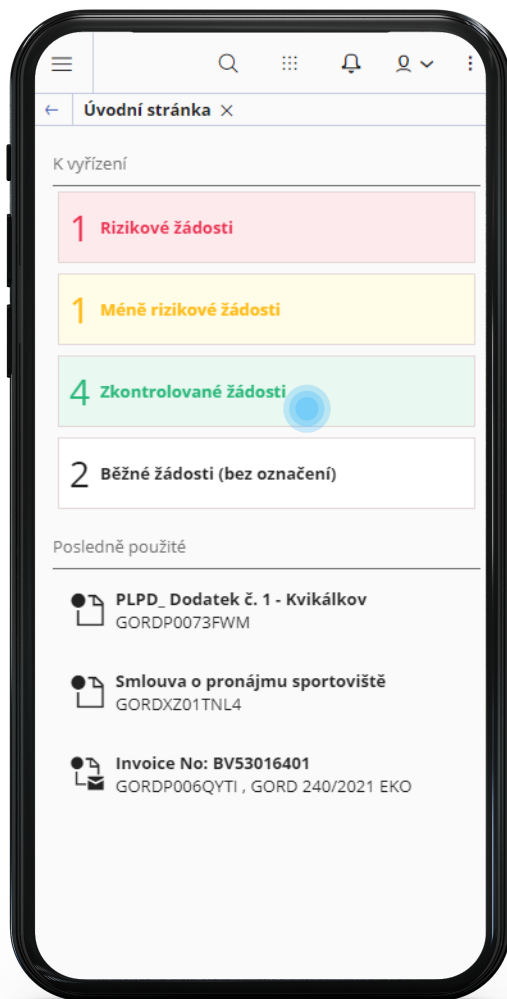 Úvodní stránka
K vyřízení
1 Rizikové žádosti
1 Méně rizikové žádosti
4 Zkontrolované žádosti
2 Běžné žádosti (bez označení)
Posledně použité
PLPD_ Dodatek č. 1 - Kvikálkov
GORDP0073FWM
Smlouva o pronájmu sportoviště
GORDXZ01TNL4
Invoice No: BV53016401
GORDP006QYTI , GORD 240/2021 EKO